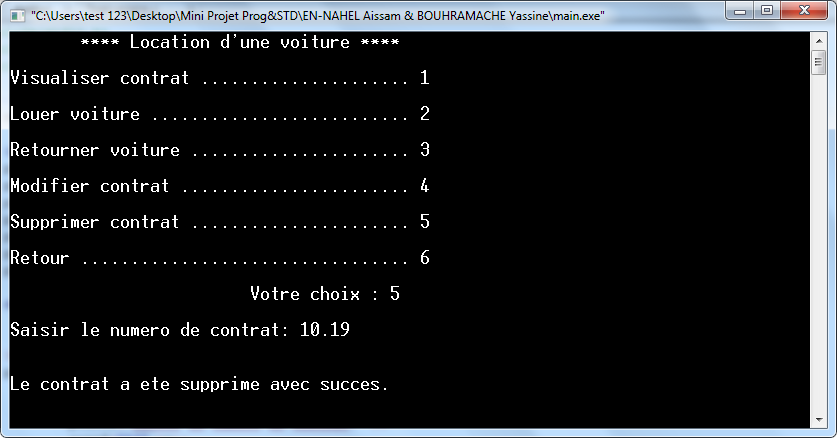 "C:\Users\test 123\Desktop\Mini Projet Prog&STD\EN-NAHEL Aissam & BOUHRAMACHE Yassine\main.exe"
**** Location d'une voiture ****
Visualiser contrat ..................... 1
Louer voiture .......................... 2
Retourner voiture ...................... 3
Modifier contrat ....................... 4
Supprimer contrat ...................... 5
Retour ................................. 6
Votre choix : 5
Saisir le numero de contrat: 10.19
Le contrat a ete supprime avec succes.